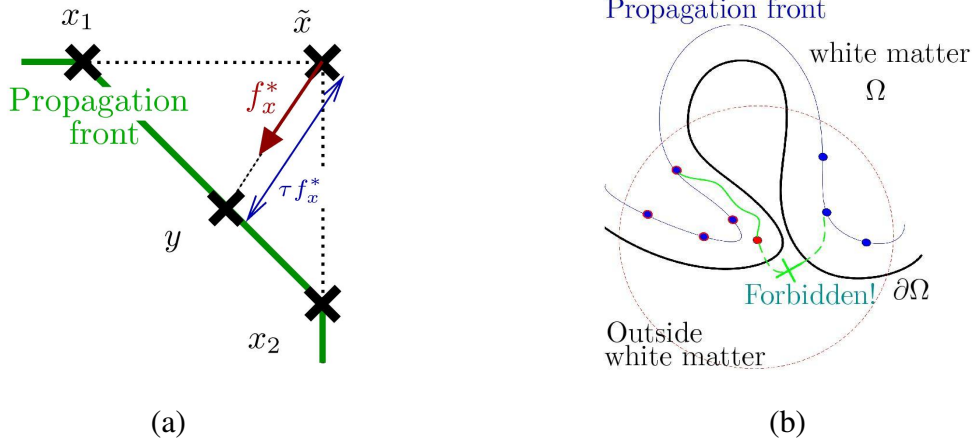 x₁
x̃
Propagation
front
f*ₓ
τf*ₓ
y
x₂
(a)
Propagation front
white matter
Ω
Forbidden!
∂Ω
Outside
white matter
(b)